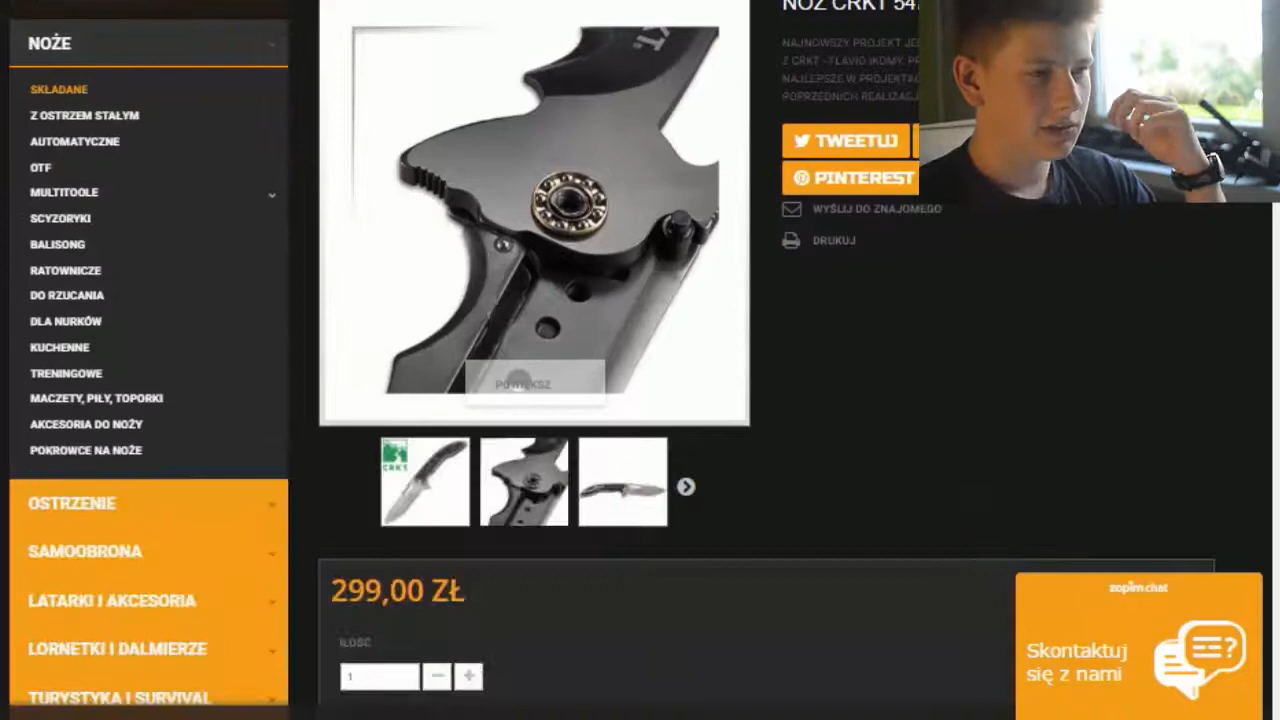 NOŻE
SKŁADANE
Z OSTRZEM STAŁYM
AUTOMATYCZNE
OTF
MULTITOOLE
SCYZORYKI
BALISONG
RATOWNICZE
DO RZUCANIA
DLA NURKÓW
KUCHENNE
TRENINGOWE
MACZETY, PIŁY, TOPORKI
AKCESORIA DO NOŻY
POKROWCE NA NOŻE
OSTRZENIE
SAMOOBRONA
LATARKI I AKCESORIA
LORNETKI I DALMIERZE
TURYSTYKA I SURVIVAL
KT.
POWIĘKSZ
CRKT
NÓŻ CRKT 547
NAJNOWSZY PROJEKT
Z CRKT - FLAVIO IKOMY.
NAJLEPSZE W
POPRZEDNICH
TWEETUJ
PINTEREST
WYŚLIJ DO ZNAJOMEGO
DRUKUJ
299,00 ZŁ
ILOŚĆ
1
zopim chat
Skontaktuj
się z nami